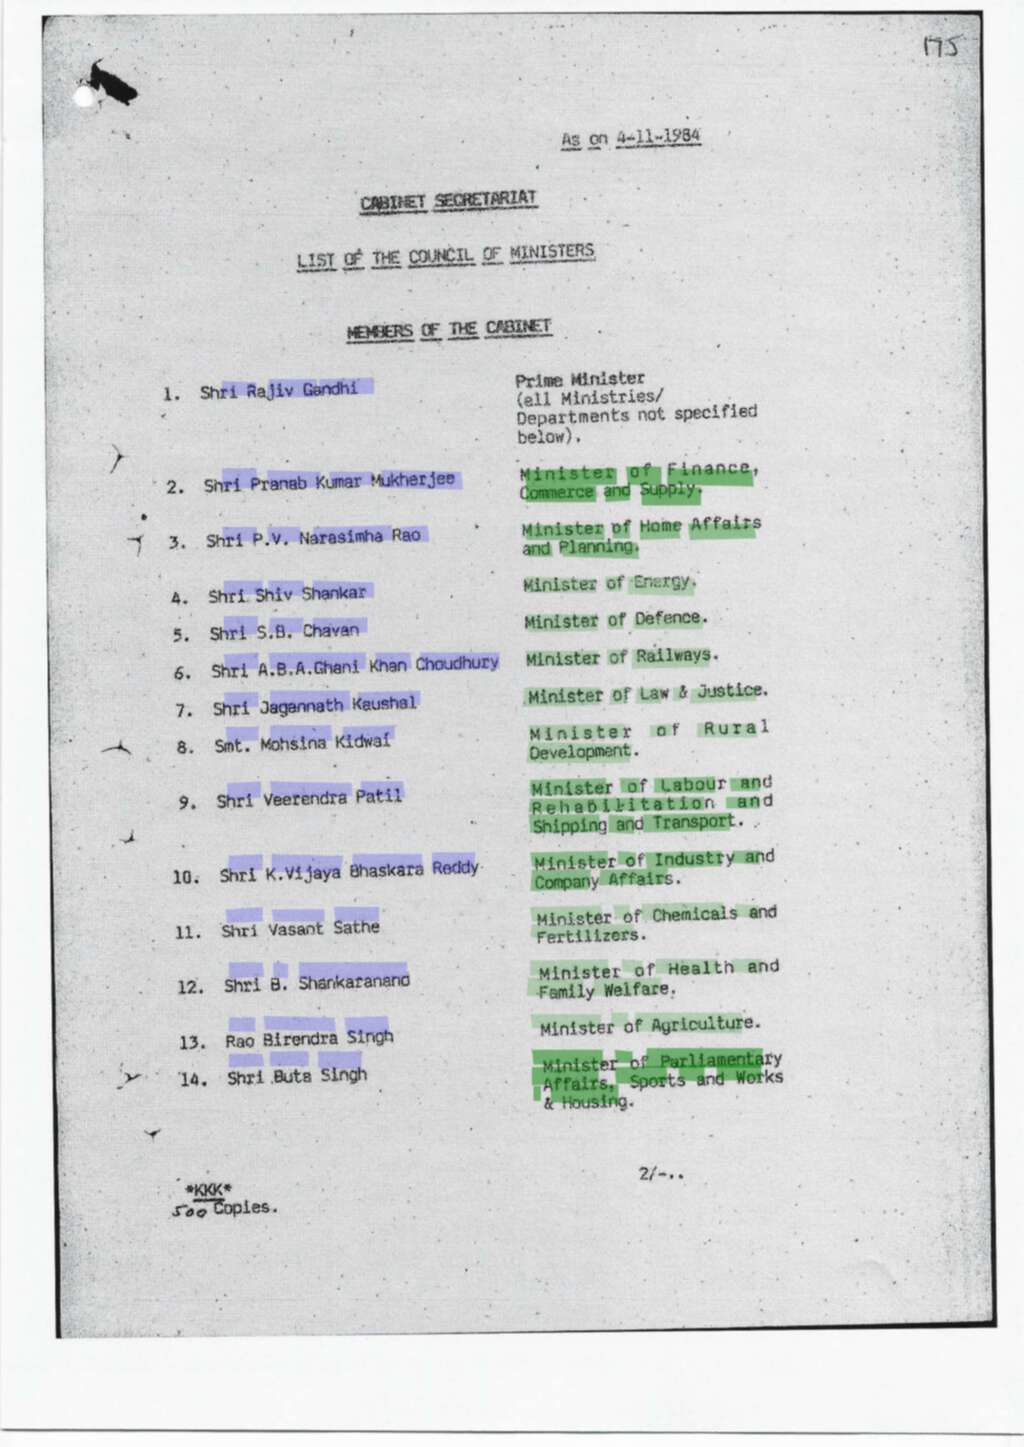 175
As on 4-11-1984
CABINET SECRETARIAT
LIST OF THE COUNCIL OF MINISTERS
MEMBERS OF THE CABINET
1. Shri Rajiv Gandhi Prime Minister
(all Ministries/
Departments not specified
below).
2. Shri Pranab Kumar Mukherjee Minister of Finance,
Commerce and Supply.
3. Shri P.V. Narasimha Rao Minister of Home Affairs
and Planning.
4. Shri Shiv Shankar Minister of Energy.
5. Shri S.B. Chavan Minister of Defence.
6. Shri A.B.A.Ghani Khan Choudhury Minister of Railways.
7. Shri Jagannath Kaushal Minister of Law & Justice.
8. Smt. Mohsina Kidwai Minister of Rural
Development.
9. Shri Veerendra Patil Minister of Labour and
Rehabilitation and
Shipping and Transport.
10. Shri K.Vijaya Bhaskara Reddy Minister of Industry and
Company Affairs.
11. Shri Vasant Sathe Minister of Chemicals and
Fertilizers.
12. Shri B. Shankaranand Minister of Health and
Family Welfare.
13. Rao Birendra Singh Minister of Agriculture.
14. Shri Buta Singh Minister of Parliamentary
Affairs, Sports and Works
& Housing.
2/-..
*KKK*
500 Copies.